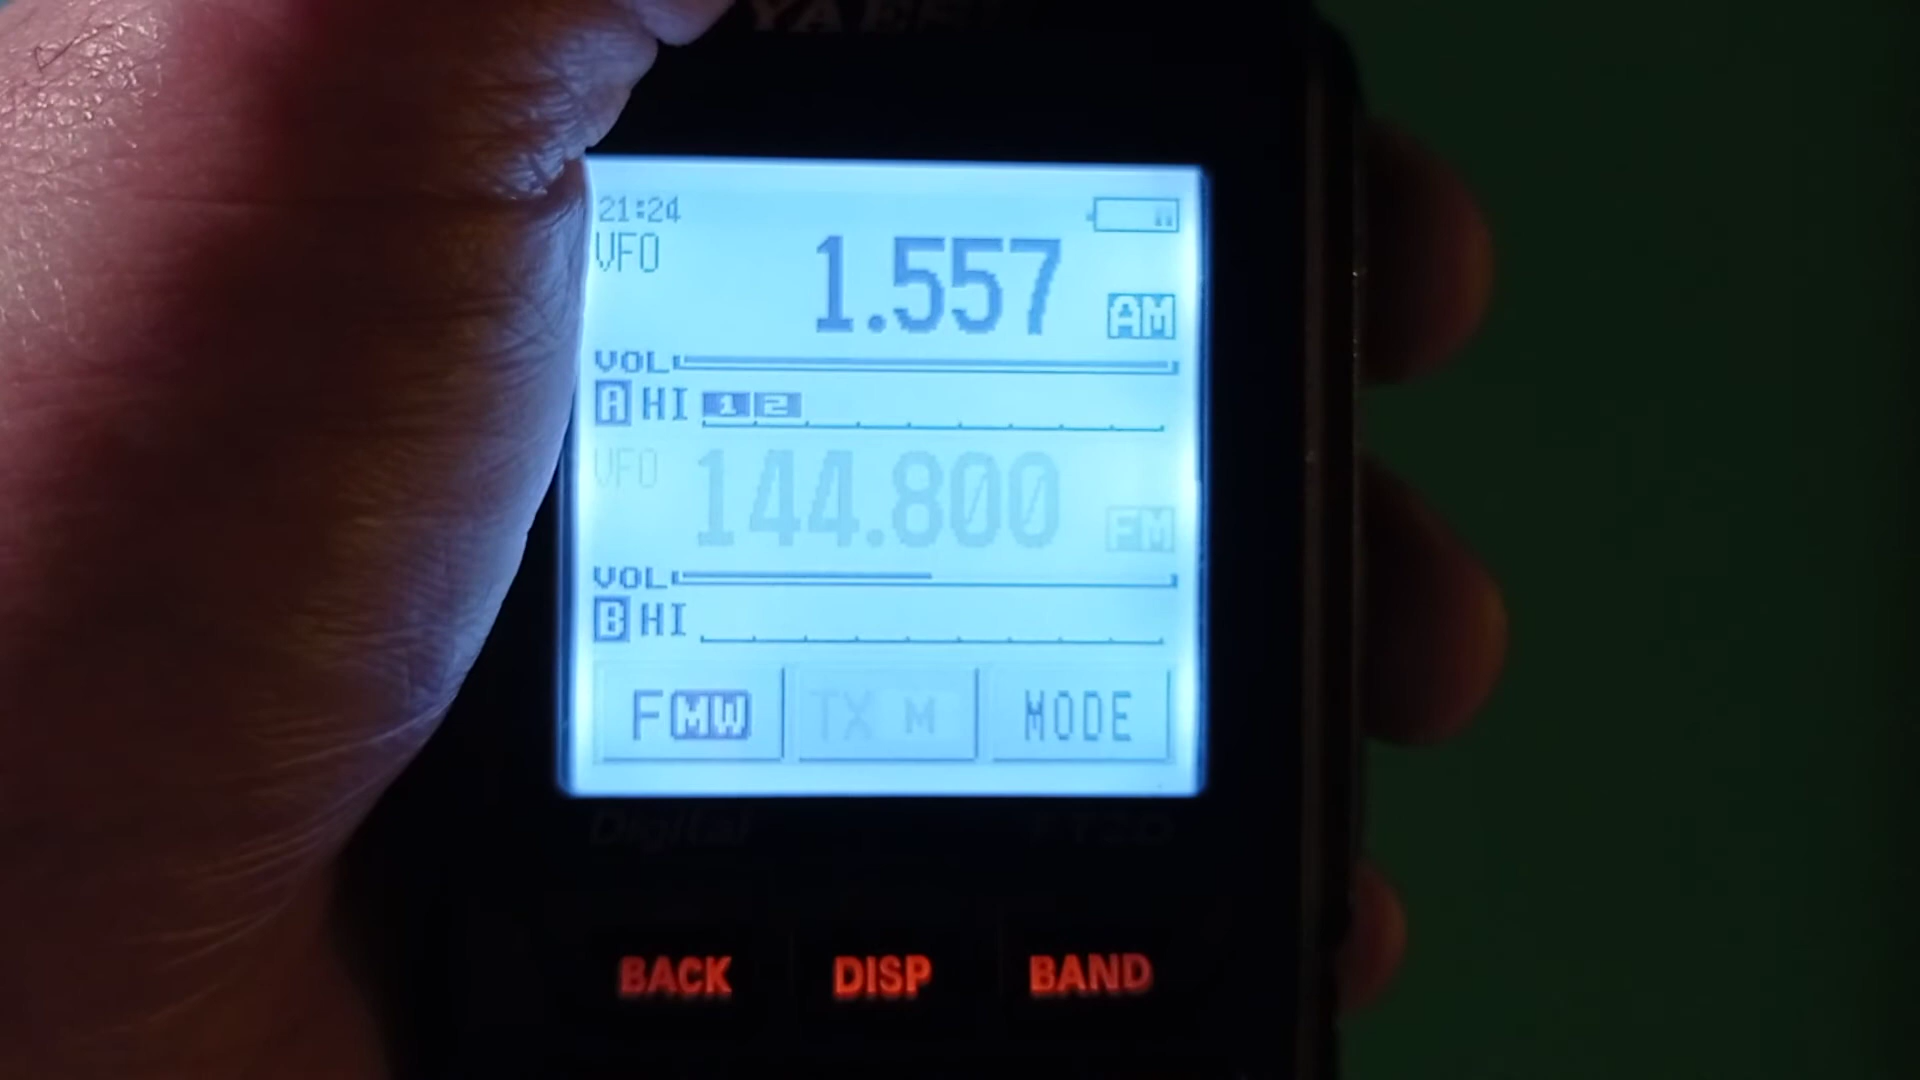 YAESU
21:24
VFO 1.557 AM
VOL
A HI 1 2
VFO 144.800 FM
VOL
B HI
F MW TX M MODE
Digital
BACK DISP BAND